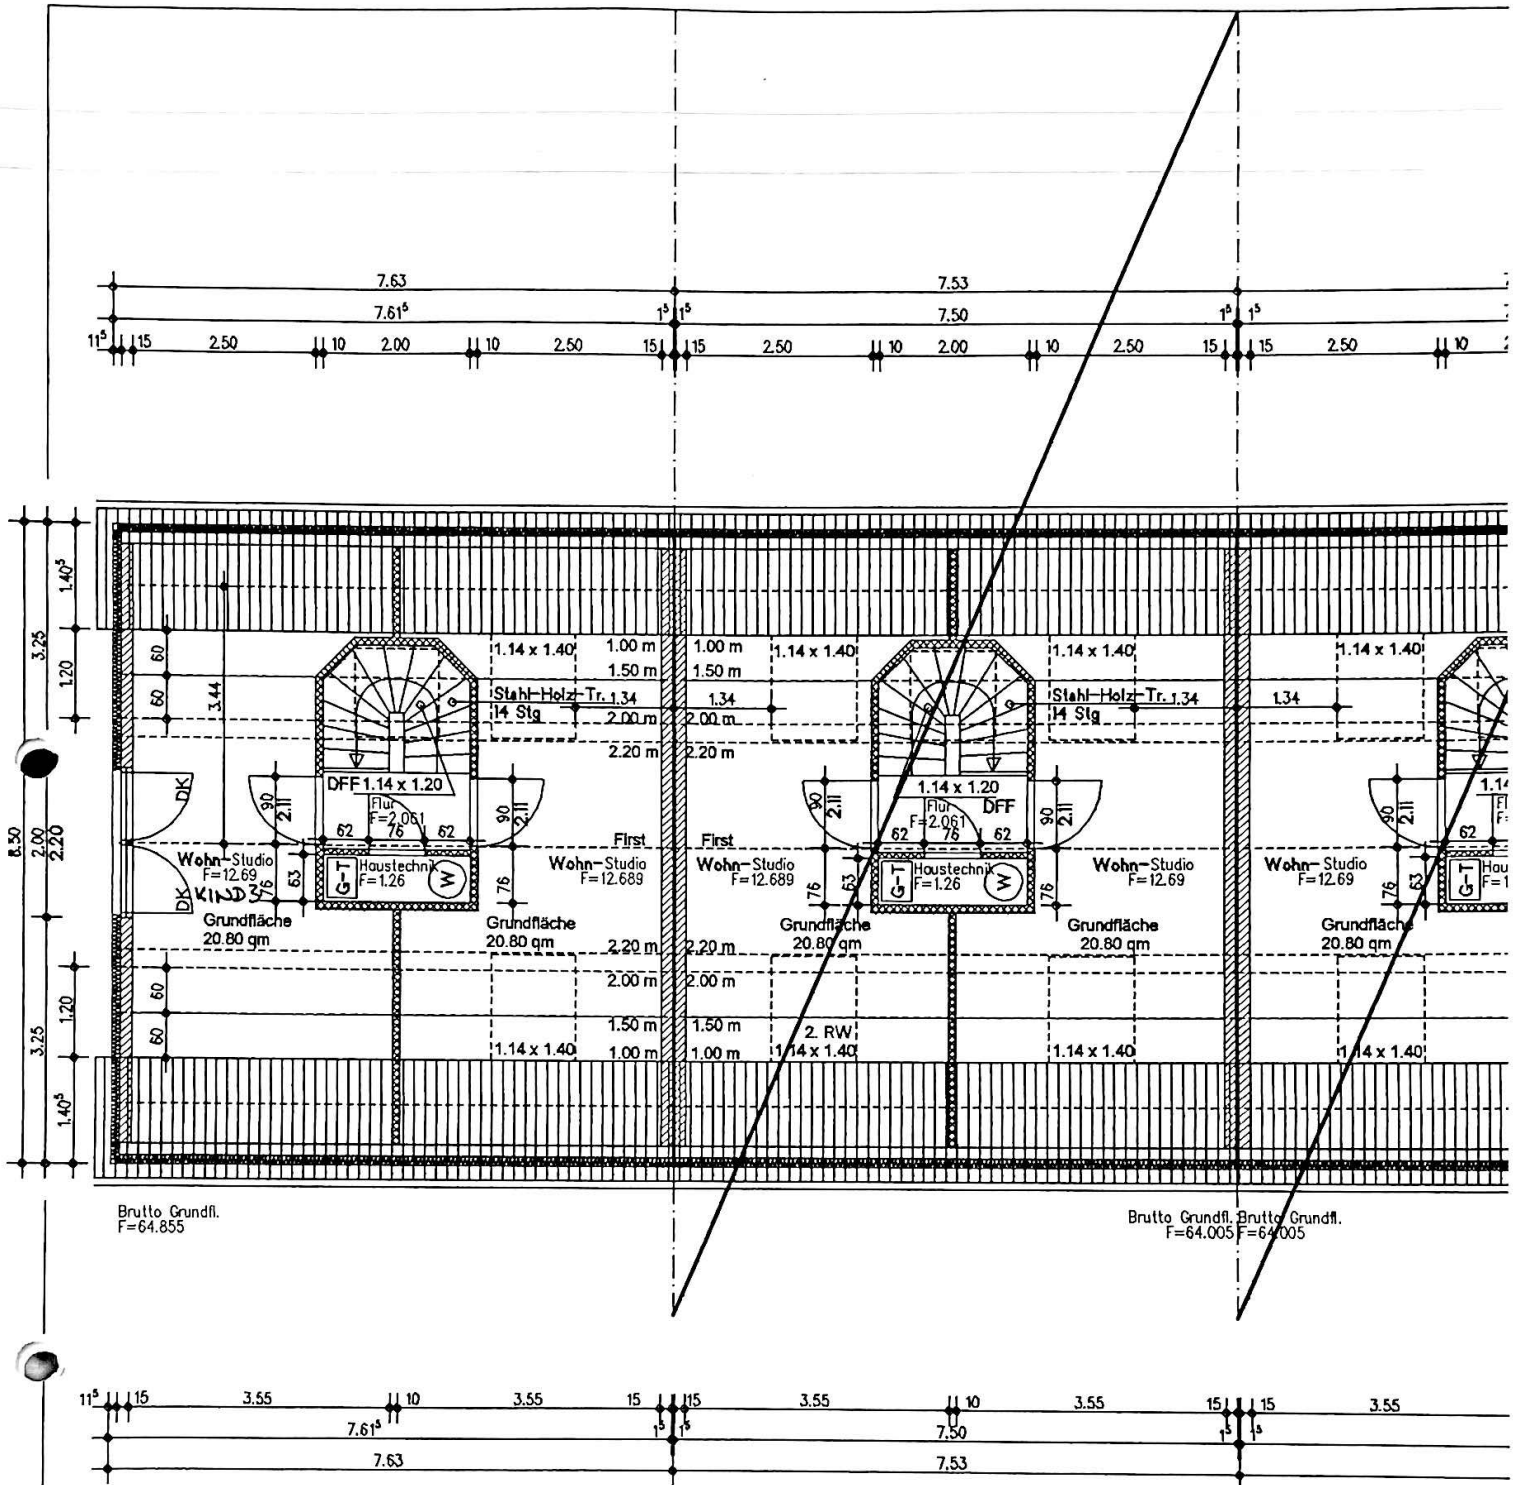 7.63 7.53
7.61⁵ 1⁵ 1⁵ 7.50 1⁵ 1⁵
11⁵ 15 2.50 10 2.00 10 2.50 15 15 2.50 10 2.00 10 2.50 15 15 2.50 10
1.40⁵
3.25
1.20
60
60
3.44
1.14 x 1.40 1.00 m 1.00 m 1.14 x 1.40 1.14 x 1.40 1.14 x 1.40
1.50 m 1.50 m
Stahl-Holz-Tr. 1.34 1.34 Stahl-Holz-Tr. 1.34 1.34
14 Stg 2.00 m 2.00 m 14 Stg
2.20 m 2.20 m
8.50
2.00
2.20
DK
90
2.11
DFF 1.14 x 1.20
Flur
F=2.061
90
2.11
90
2.11
1.14 x 1.20
Flur DFF
F=2.061
90
2.11
90
2.11
1.14
62 76 62 First First 62 76 62 62
Wohn-Studio
F=12.69
DK KIND 3
76
63
G-T
Haustechnik
F=1.26
W
76
Wohn-Studio
F=12.689
Wohn-Studio
F=12.689
76
63
G-T
Haustechnik
F=1.26
W
76
Wohn-Studio
F=12.69
Wohn-Studio
F=12.69
76
63
G-T
Hau
F=1
Grundfläche
20.80 qm
Grundfläche
20.80 qm
Grundfläche
20.80 qm
Grundfläche
20.80 qm
Grundfläche
20.80 qm
2.20 m 2.20 m
60
2.00 m 2.00 m
1.20
3.25
60
1.50 m 1.50 m 2. RW
1.14 x 1.40 1.00 m 1.00 m 1.14 x 1.40 1.14 x 1.40 1.14 x 1.40
1.40⁵
Brutto Grundfl.
F=64.855
Brutto Grundfl. Brutto Grundfl.
F=64.005 F=64.005
11⁵ 15 3.55 10 3.55 15 15 3.55 10 3.55 15 15 3.55
7.61⁵ 1⁵ 1⁵ 7.50 1⁵ 1⁵
7.63 7.53